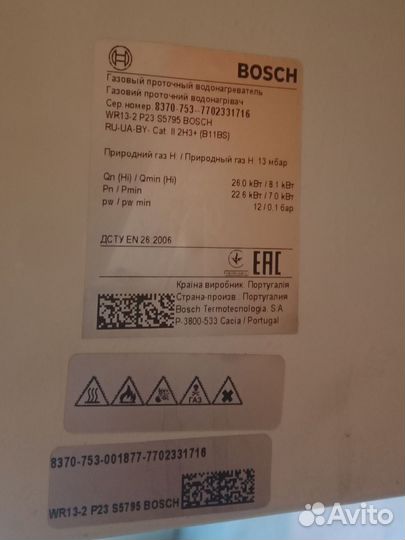 BOSCH
Газовый проточный водонагреватель
Газовий проточний водонагрівач
Сер.номер. 8370-753--7702331716
WR13-2 P23 S5795 BOSCH
RU-UA-BY- Cat. II 2H3+ (B11BS)
Природний газ H / Природный газ H 13 мбар
Qn (Hi) / Qmin (Hi) 26.0 кВт / 8.1 кВт
Pn / Pmin 22.6 кВт / 7.0 кВт
pw / pw min 12 / 0.1 бар
ДСТУ EN 26:2006
EAC
Країна виробник Португалія
Страна-произв. Португалия
Bosch Termotecnologia, S.A.
P-3800-533 Cacia / Portugal
ГАЗ
8370-753-001877-7702331716
WR13-2 P23 S5795 BOSCH
Avito